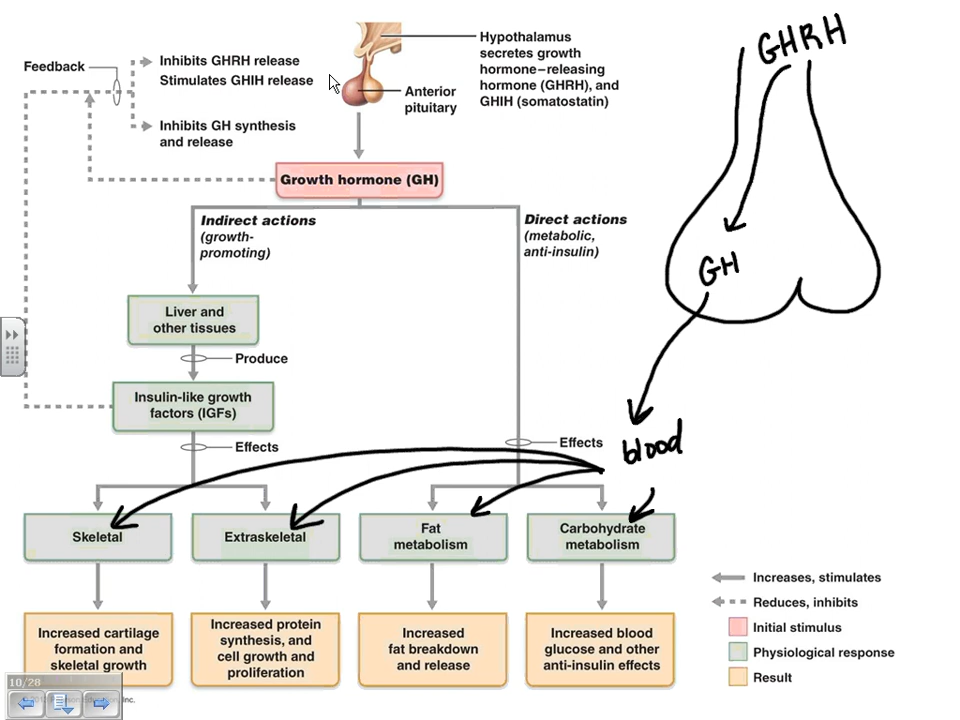 Feedback
Inhibits GHRH release
Stimulates GHIH release
Inhibits GH synthesis
and release
Hypothalamus
secretes growth
hormone–releasing
hormone (GHRH), and
GHIH (somatostatin)
Anterior
pituitary
GHRH
GH
blood
Growth hormone (GH)
Indirect actions
(growth-
promoting)
Direct actions
(metabolic,
anti-insulin)
Liver and
other tissues
Produce
Insulin-like growth
factors (IGFs)
Effects
Effects
Skeletal
Extraskeletal
Fat
metabolism
Carbohydrate
metabolism
Increased cartilage
formation and
skeletal growth
Increased protein
synthesis, and
cell growth and
proliferation
Increased
fat breakdown
and release
Increased blood
glucose and other
anti-insulin effects
Increases, stimulates
Reduces, inhibits
Initial stimulus
Physiological response
Result
10/28
Inc.